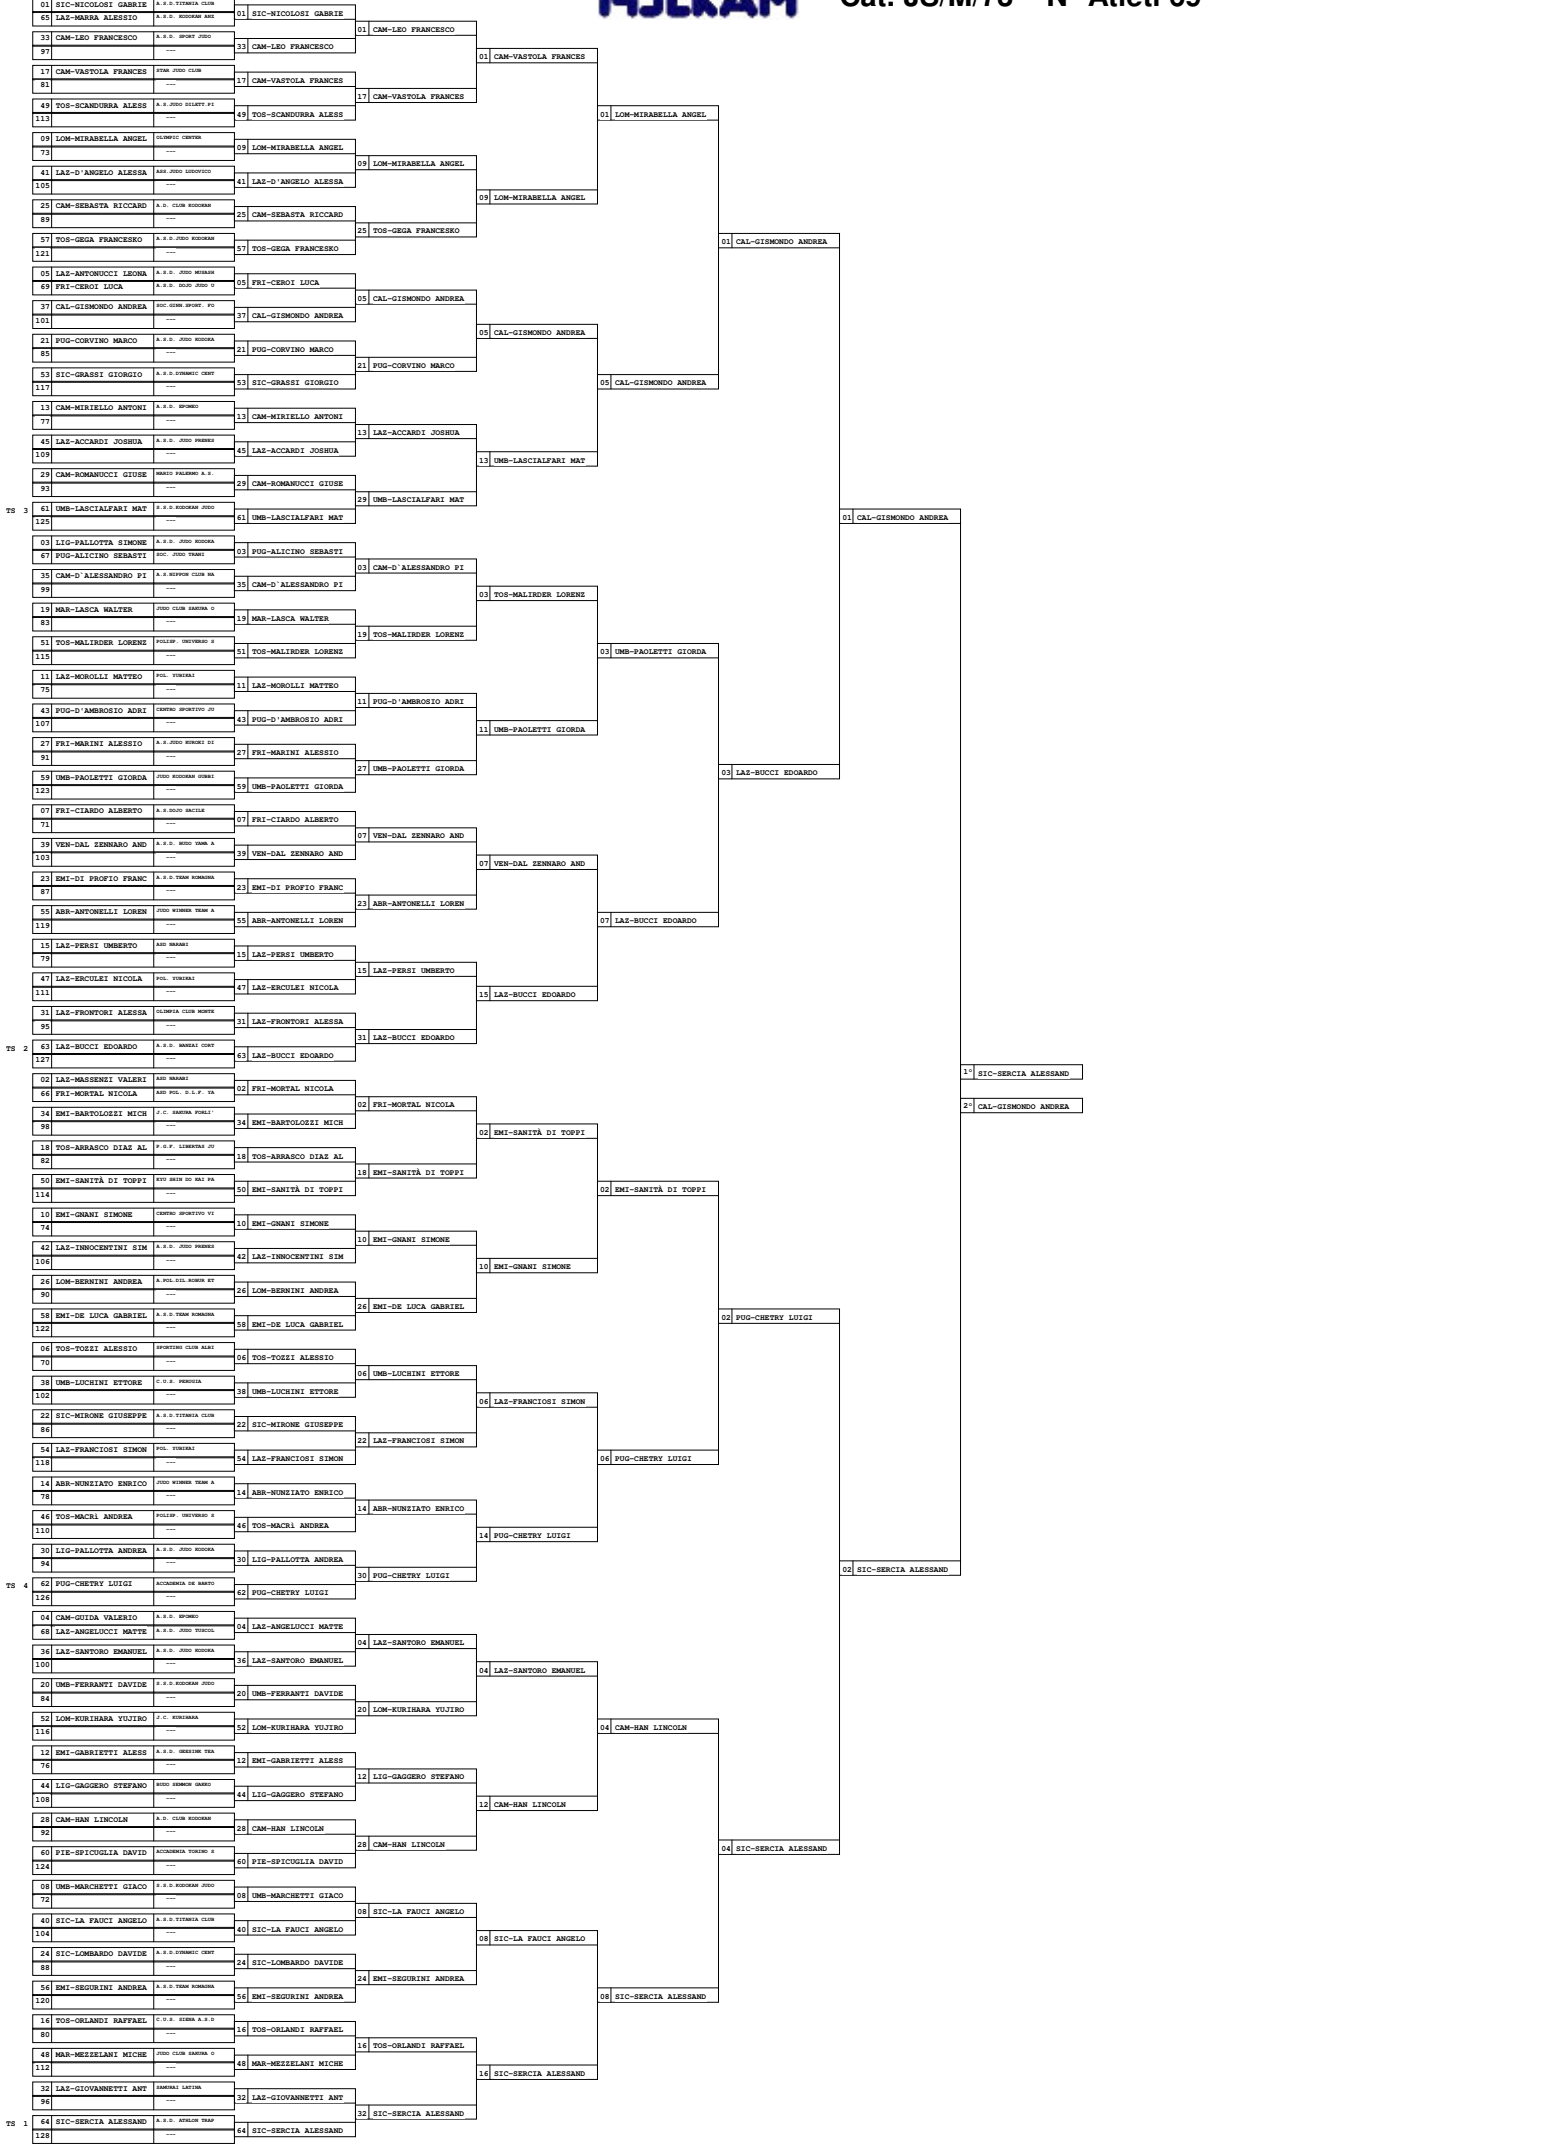 Cat. JS/M/73 N° Atleti 69
01 SIC-NICOLOSI GABRIE A.S.D.TITANIA CLUB
65 LAZ-MARRA ALESSIO A.S.D. KODOKAN ANZ
33 CAM-LEO FRANCESCO A.S.D. SPORT JUDO
97 ---
17 CAM-VASTOLA FRANCES STAR JUDO CLUB
81 ---
49 TOS-SCANDURRA ALESS A.S.JUDO DILETT.PI
113 ---
09 LOM-MIRABELLA ANGEL OLYMPIC CENTER
73 ---
41 LAZ-D'ANGELO ALESSA ASS.JUDO LUDOVICO
105 ---
25 CAM-SEBASTA RICCARD A.D. CLUB KODOKAN
89 ---
57 TOS-GEGA FRANCESKO A.S.D.JUDO KODOKAN
121 ---
05 LAZ-ANTONUCCI LEONA A.S.D. JUDO MUSASH
69 FRI-CEROI LUCA A.S.D. DOJO JUDO U
37 CAL-GISMONDO ANDREA SOC.GINN.SPORT. FO
101 ---
21 PUG-CORVINO MARCO A.S.D. JUDO KODOKA
85 ---
53 SIC-GRASSI GIORGIO A.S.D.DYNAMIC CENT
117 ---
13 CAM-MIRIELLO ANTONI A.S.D. EPOMEO
77 ---
45 LAZ-ACCARDI JOSHUA A.S.D. JUDO PRENES
109 ---
29 CAM-ROMANUCCI GIUSE MARIO PALERMO A.S.
93 ---
TS 3 61 UMB-LASCIALFARI MAT S.S.D.KODOKAN JUDO
125 ---
03 LIG-PALLOTTA SIMONE A.S.D. JUDO KODOKA
67 PUG-ALICINO SEBASTI SOC. JUDO TRANI
35 CAM-D`ALESSANDRO PI A.S.NIPPON CLUB NA
99 ---
19 MAR-LASCA WALTER JUDO CLUB SAKURA O
83 ---
51 TOS-MALIRDER LORENZ POLISP. UNIVERSO S
115 ---
11 LAZ-MOROLLI MATTEO POL. YUBIKAI
75 ---
43 PUG-D'AMBROSIO ADRI CENTRO SPORTIVO JU
107 ---
27 FRI-MARINI ALESSIO A.S.JUDO KUROKI DI
91 ---
59 UMB-PAOLETTI GIORDA JUDO KODOKAN GUBBI
123 ---
07 FRI-CIARDO ALBERTO A.S.DOJO SACILE
71 ---
39 VEN-DAL ZENNARO AND A.S.D. BUDO YAMA A
103 ---
23 EMI-DI PROFIO FRANC A.S.D.TEAM ROMAGNA
87 ---
55 ABR-ANTONELLI LOREN JUDO WINNER TEAM A
119 ---
15 LAZ-PERSI UMBERTO ASD NARABI
79 ---
47 LAZ-ERCULEI NICOLA POL. YUBIKAI
111 ---
31 LAZ-FRONTORI ALESSA OLIMPIA CLUB MONTE
95 ---
TS 2 63 LAZ-BUCCI EDOARDO A.S.D. BANZAI CORT
127 ---
02 LAZ-MASSENZI VALERI ASD NARABI
66 FRI-MORTAL NICOLA ASD POL. D.L.F. YA
34 EMI-BARTOLOZZI MICH J.C. SAKURA FORLI'
98 ---
18 TOS-ARRASCO DIAZ AL P.G.F. LIBERTAS JU
82 ---
50 EMI-SANITÀ DI TOPPI KYU SHIN DO KAI PA
114 ---
10 EMI-GNANI SIMONE CENTRO SPORTIVO VI
74 ---
42 LAZ-INNOCENTINI SIM A.S.D. JUDO PRENES
106 ---
26 LOM-BERNINI ANDREA A.POL.DIL.ROBUR ET
90 ---
58 EMI-DE LUCA GABRIEL A.S.D.TEAM ROMAGNA
122 ---
06 TOS-TOZZI ALESSIO SPORTING CLUB ALBI
70 ---
38 UMB-LUCHINI ETTORE C.U.S. PERUGIA
102 ---
22 SIC-MIRONE GIUSEPPE A.S.D.TITANIA CLUB
86 ---
54 LAZ-FRANCIOSI SIMON POL. YUBIKAI
118 ---
14 ABR-NUNZIATO ENRICO JUDO WINNER TEAM A
78 ---
46 TOS-MACRì ANDREA POLISP. UNIVERSO S
110 ---
30 LIG-PALLOTTA ANDREA A.S.D. JUDO KODOKA
94 ---
TS 4 62 PUG-CHETRY LUIGI ACCADEMIA DE BARTO
126 ---
04 CAM-GUIDA VALERIO A.S.D. EPOMEO
68 LAZ-ANGELUCCI MATTE A.S.D. JUDO TUSCOL
36 LAZ-SANTORO EMANUEL A.S.D. JUDO KODOKA
100 ---
20 UMB-FERRANTI DAVIDE S.S.D.KODOKAN JUDO
84 ---
52 LOM-KURIHARA YUJIRO J.C. KURIHARA
116 ---
12 EMI-GABRIETTI ALESS A.S.D. GEESINK TEA
76 ---
44 LIG-GAGGERO STEFANO BUDO SEMMON GAKKO
108 ---
28 CAM-HAN LINCOLN A.D. CLUB KODOKAN
92 ---
60 PIE-SPICUGLIA DAVID ACCADEMIA TORINO S
124 ---
08 UMB-MARCHETTI GIACO S.S.D.KODOKAN JUDO
72 ---
40 SIC-LA FAUCI ANGELO A.S.D.TITANIA CLUB
104 ---
24 SIC-LOMBARDO DAVIDE A.S.D.DYNAMIC CENT
88 ---
56 EMI-SEGURINI ANDREA A.S.D.TEAM ROMAGNA
120 ---
16 TOS-ORLANDI RAFFAEL C.U.S. SIENA A.S.D
80 ---
48 MAR-MEZZELANI MICHE JUDO CLUB SAKURA O
112 ---
32 LAZ-GIOVANNETTI ANT SAMURAI LATINA
96 ---
TS 1 64 SIC-SERCIA ALESSAND A.S.D. ATHLON TRAP
128 ---
01 SIC-NICOLOSI GABRIE
33 CAM-LEO FRANCESCO
17 CAM-VASTOLA FRANCES
49 TOS-SCANDURRA ALESS
09 LOM-MIRABELLA ANGEL
41 LAZ-D'ANGELO ALESSA
25 CAM-SEBASTA RICCARD
57 TOS-GEGA FRANCESKO
05 FRI-CEROI LUCA
37 CAL-GISMONDO ANDREA
21 PUG-CORVINO MARCO
53 SIC-GRASSI GIORGIO
13 CAM-MIRIELLO ANTONI
45 LAZ-ACCARDI JOSHUA
29 CAM-ROMANUCCI GIUSE
61 UMB-LASCIALFARI MAT
03 PUG-ALICINO SEBASTI
35 CAM-D`ALESSANDRO PI
19 MAR-LASCA WALTER
51 TOS-MALIRDER LORENZ
11 LAZ-MOROLLI MATTEO
43 PUG-D'AMBROSIO ADRI
27 FRI-MARINI ALESSIO
59 UMB-PAOLETTI GIORDA
07 FRI-CIARDO ALBERTO
39 VEN-DAL ZENNARO AND
23 EMI-DI PROFIO FRANC
55 ABR-ANTONELLI LOREN
15 LAZ-PERSI UMBERTO
47 LAZ-ERCULEI NICOLA
31 LAZ-FRONTORI ALESSA
63 LAZ-BUCCI EDOARDO
02 FRI-MORTAL NICOLA
34 EMI-BARTOLOZZI MICH
18 TOS-ARRASCO DIAZ AL
50 EMI-SANITÀ DI TOPPI
10 EMI-GNANI SIMONE
42 LAZ-INNOCENTINI SIM
26 LOM-BERNINI ANDREA
58 EMI-DE LUCA GABRIEL
06 TOS-TOZZI ALESSIO
38 UMB-LUCHINI ETTORE
22 SIC-MIRONE GIUSEPPE
54 LAZ-FRANCIOSI SIMON
14 ABR-NUNZIATO ENRICO
46 TOS-MACRì ANDREA
30 LIG-PALLOTTA ANDREA
62 PUG-CHETRY LUIGI
04 LAZ-ANGELUCCI MATTE
36 LAZ-SANTORO EMANUEL
20 UMB-FERRANTI DAVIDE
52 LOM-KURIHARA YUJIRO
12 EMI-GABRIETTI ALESS
44 LIG-GAGGERO STEFANO
28 CAM-HAN LINCOLN
60 PIE-SPICUGLIA DAVID
08 UMB-MARCHETTI GIACO
40 SIC-LA FAUCI ANGELO
24 SIC-LOMBARDO DAVIDE
56 EMI-SEGURINI ANDREA
16 TOS-ORLANDI RAFFAEL
48 MAR-MEZZELANI MICHE
32 LAZ-GIOVANNETTI ANT
64 SIC-SERCIA ALESSAND
01 CAM-LEO FRANCESCO
17 CAM-VASTOLA FRANCES
09 LOM-MIRABELLA ANGEL
25 TOS-GEGA FRANCESKO
05 CAL-GISMONDO ANDREA
21 PUG-CORVINO MARCO
13 LAZ-ACCARDI JOSHUA
29 UMB-LASCIALFARI MAT
03 CAM-D`ALESSANDRO PI
19 TOS-MALIRDER LORENZ
11 PUG-D'AMBROSIO ADRI
27 UMB-PAOLETTI GIORDA
07 VEN-DAL ZENNARO AND
23 ABR-ANTONELLI LOREN
15 LAZ-PERSI UMBERTO
31 LAZ-BUCCI EDOARDO
02 FRI-MORTAL NICOLA
18 EMI-SANITÀ DI TOPPI
10 EMI-GNANI SIMONE
26 EMI-DE LUCA GABRIEL
06 UMB-LUCHINI ETTORE
22 LAZ-FRANCIOSI SIMON
14 ABR-NUNZIATO ENRICO
30 PUG-CHETRY LUIGI
04 LAZ-SANTORO EMANUEL
20 LOM-KURIHARA YUJIRO
12 LIG-GAGGERO STEFANO
28 CAM-HAN LINCOLN
08 SIC-LA FAUCI ANGELO
24 EMI-SEGURINI ANDREA
16 TOS-ORLANDI RAFFAEL
32 SIC-SERCIA ALESSAND
01 CAM-VASTOLA FRANCES
09 LOM-MIRABELLA ANGEL
05 CAL-GISMONDO ANDREA
13 UMB-LASCIALFARI MAT
03 TOS-MALIRDER LORENZ
11 UMB-PAOLETTI GIORDA
07 VEN-DAL ZENNARO AND
15 LAZ-BUCCI EDOARDO
02 EMI-SANITÀ DI TOPPI
10 EMI-GNANI SIMONE
06 LAZ-FRANCIOSI SIMON
14 PUG-CHETRY LUIGI
04 LAZ-SANTORO EMANUEL
12 CAM-HAN LINCOLN
08 SIC-LA FAUCI ANGELO
16 SIC-SERCIA ALESSAND
01 LOM-MIRABELLA ANGEL
05 CAL-GISMONDO ANDREA
03 UMB-PAOLETTI GIORDA
07 LAZ-BUCCI EDOARDO
02 EMI-SANITÀ DI TOPPI
06 PUG-CHETRY LUIGI
04 CAM-HAN LINCOLN
08 SIC-SERCIA ALESSAND
01 CAL-GISMONDO ANDREA
03 LAZ-BUCCI EDOARDO
02 PUG-CHETRY LUIGI
04 SIC-SERCIA ALESSAND
01 CAL-GISMONDO ANDREA
02 SIC-SERCIA ALESSAND
1° SIC-SERCIA ALESSAND
2° CAL-GISMONDO ANDREA